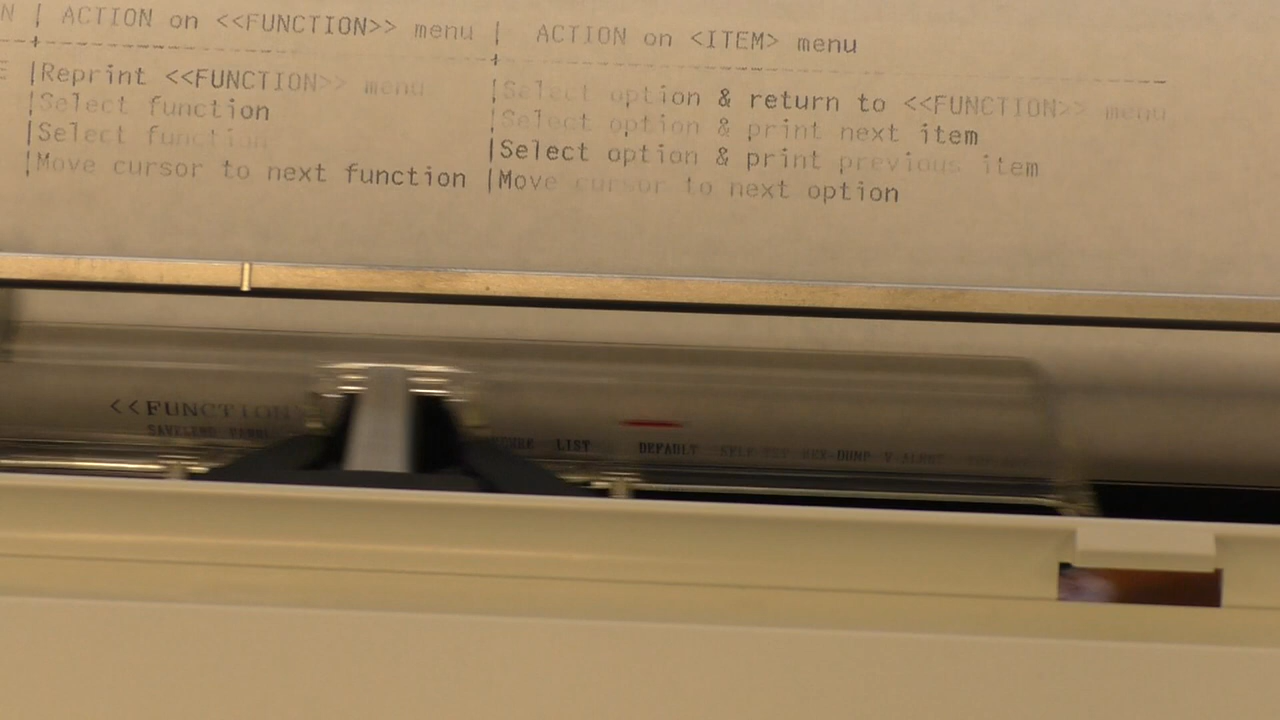 N | ACTION on <<FUNCTION>> menu | ACTION on <ITEM> menu
E |Reprint <<FUNCTION>> menu |Select option & return to <<FUNCTION>> menu
|Select function |Select option & print next item
|Select function |Select option & print previous item
|Move cursor to next function |Move cursor to next option
<<FUNCTION>
LIST HEX-DUMP